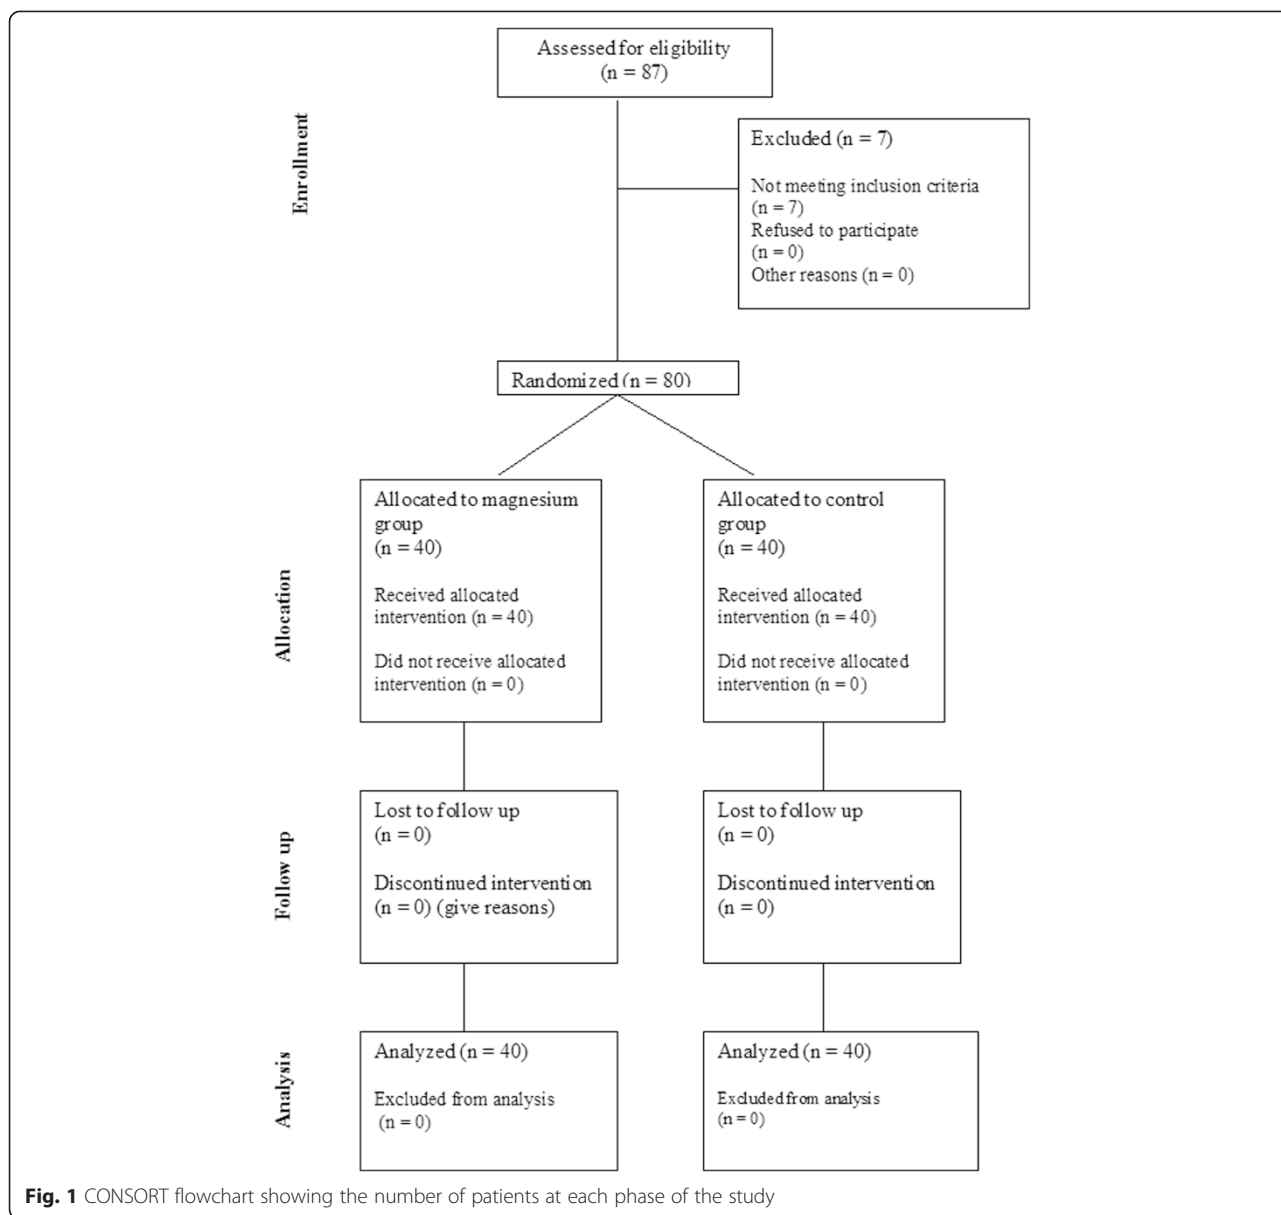 Assessed for eligibility
(n = 87)
Enrollment
Excluded (n = 7)
Not meeting inclusion criteria
(n = 7)
Refused to participate
(n = 0)
Other reasons (n = 0)
Randomized (n = 80)
Allocation
Allocated to magnesium
group
(n = 40)
Received allocated
intervention (n = 40)
Did not receive allocated
intervention (n = 0)
Allocated to control
group
(n = 40)
Received allocated
intervention (n = 40)
Did not receive allocated
intervention (n = 0)
Follow up
Lost to follow up
(n = 0)
Discontinued intervention
(n = 0) (give reasons)
Lost to follow up
(n = 0)
Discontinued intervention
(n = 0)
Analysis
Analyzed (n = 40)
Excluded from analysis
(n = 0)
Analyzed (n = 40)
Excluded from analysis
(n = 0)
Fig. 1 CONSORT flowchart showing the number of patients at each phase of the study